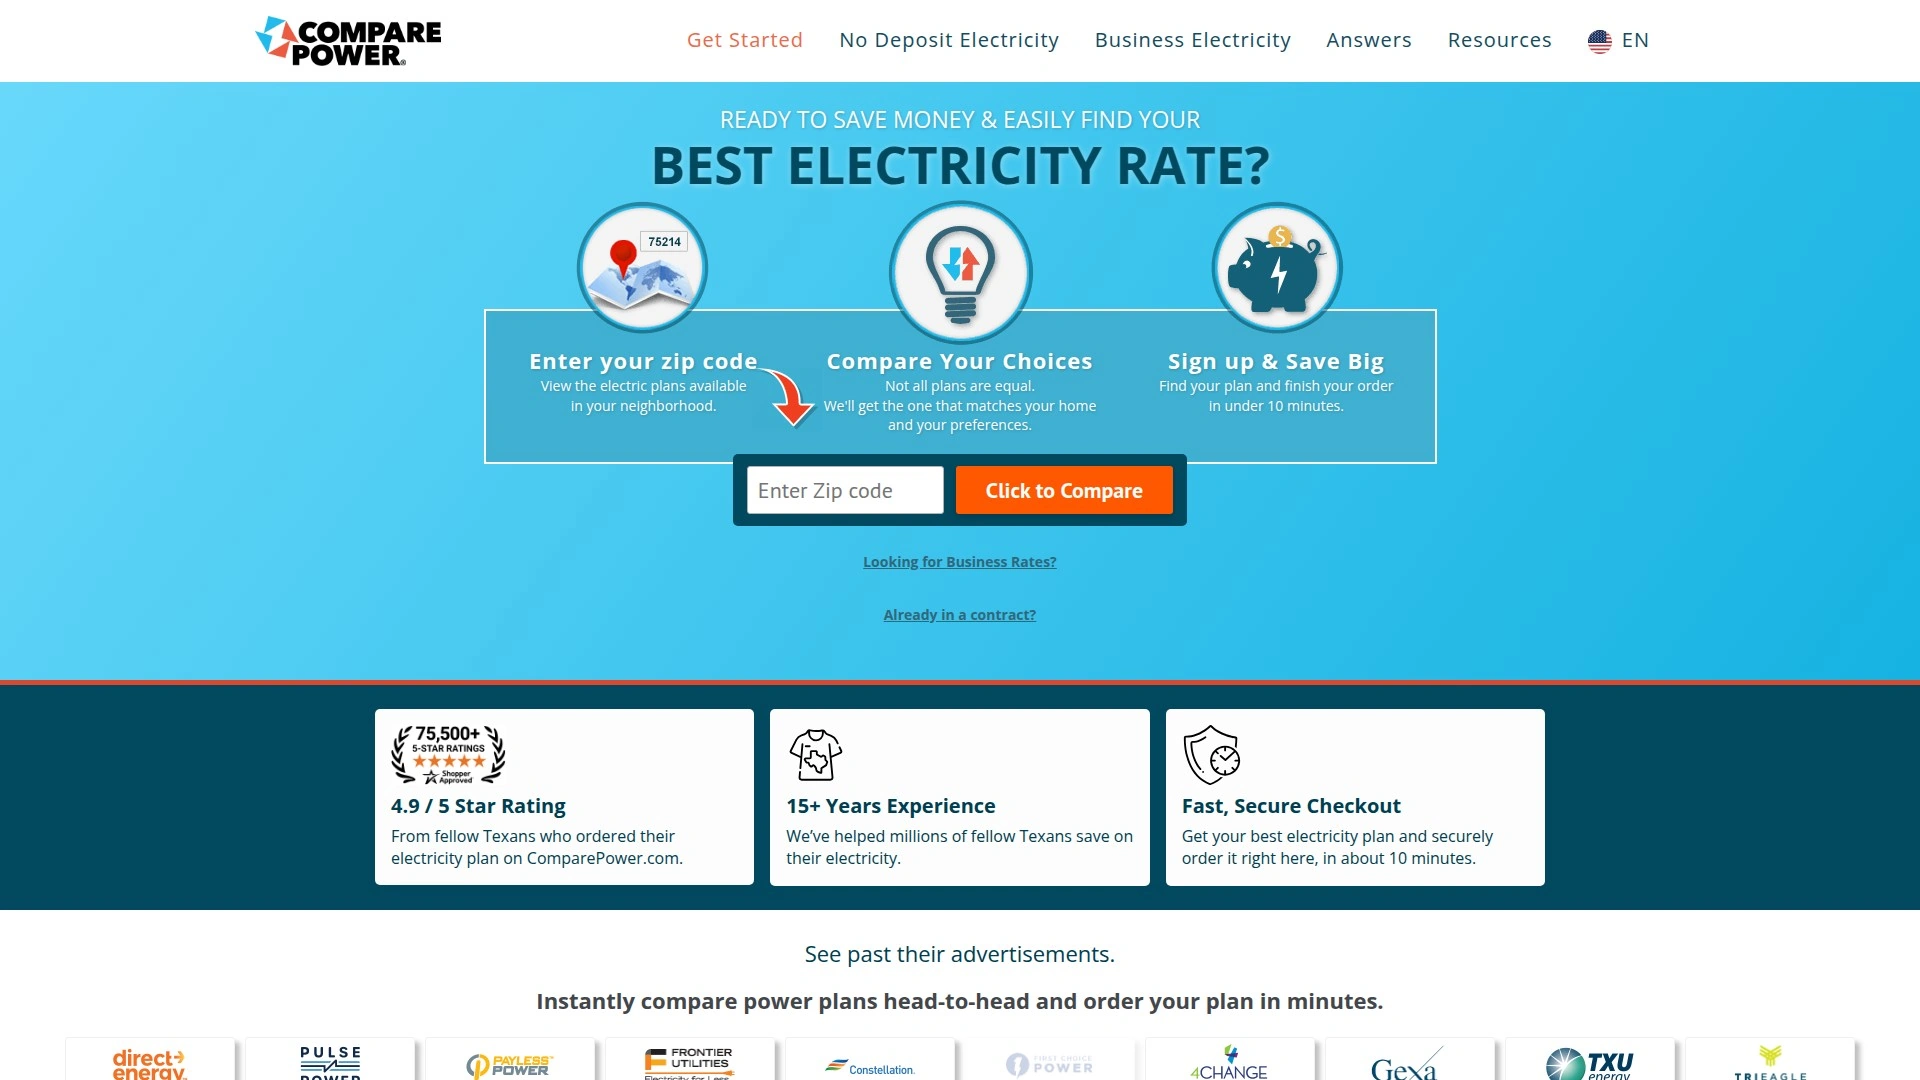 COMPARE
POWER
Get Started
No Deposit Electricity
Business Electricity
Answers
Resources
EN
READY TO SAVE MONEY & EASILY FIND YOUR
BEST ELECTRICITY RATE?
75214
Enter your zip code
View the electric plans available
in your neighborhood.
Compare Your Choices
Not all plans are equal.
We'll get the one that matches your home
and your preferences.
$
Sign up & Save Big
Find your plan and finish your order
in under 10 minutes.
Enter Zip code
Click to Compare
Looking for Business Rates?
Already in a contract?
75,500+
5-STAR RATINGS
Shopper
Approved
4.9 / 5 Star Rating
From fellow Texans who ordered their
electricity plan on ComparePower.com.
15+ Years Experience
We’ve helped millions of fellow Texans save on
their electricity.
Fast, Secure Checkout
Get your best electricity plan and securely
order it right here, in about 10 minutes.
See past their advertisements.
Instantly compare power plans head-to-head and order your plan in minutes.
direct
energy
PULSE
POWER
PAYLESS
POWER
FRONTIER
UTILITIES
Electricity for Less
Constellation.
FIRST CHOICE
POWER
4CHANGE
Gexa
TXU
energy
TRIEAGLE